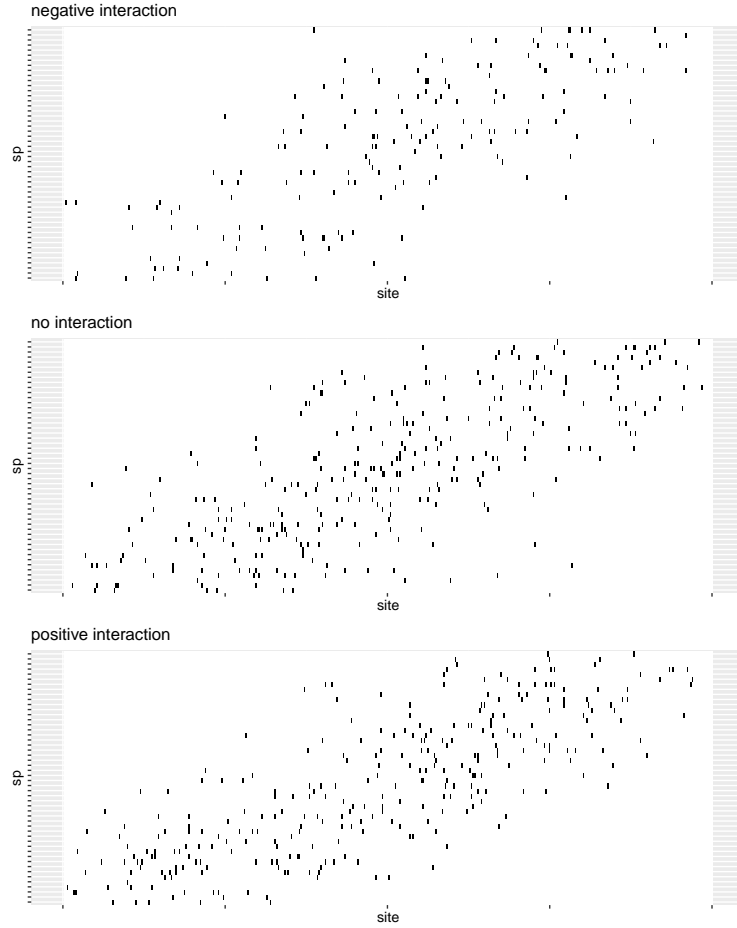 negative interaction
sp
site
no interaction
sp
site
positive interaction
sp
site